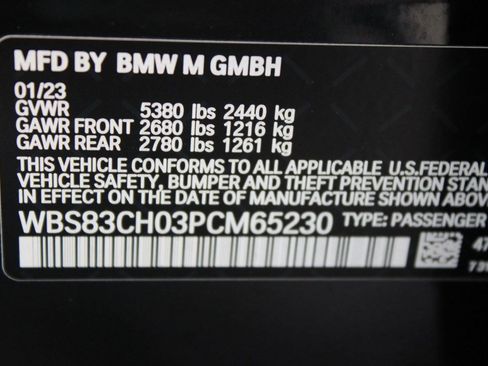 MFD BY BMW M GMBH
01/23
GVWR 5380 lbs 2440 kg
GAWR FRONT 2680 lbs 1216 kg
GAWR REAR 2780 lbs 1261 kg
THIS VEHICLE CONFORMS TO ALL APPLICABLE U.S.FEDERAL
VEHICLE SAFETY, BUMPER AND THEFT PREVENTION STAN
IN EFFECT ON THE DATE OF MANUFACTURE SHOWN ABOVE
WBS83CH03PCM65230 TYPE: PASSENGER
47